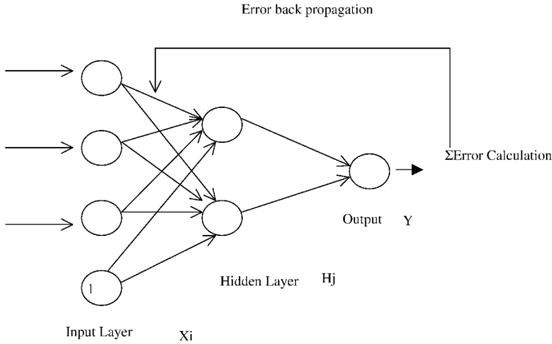 Error back propagation
ΣError Calculation
Output Y
1
Hidden Layer Hj
Input Layer Xi